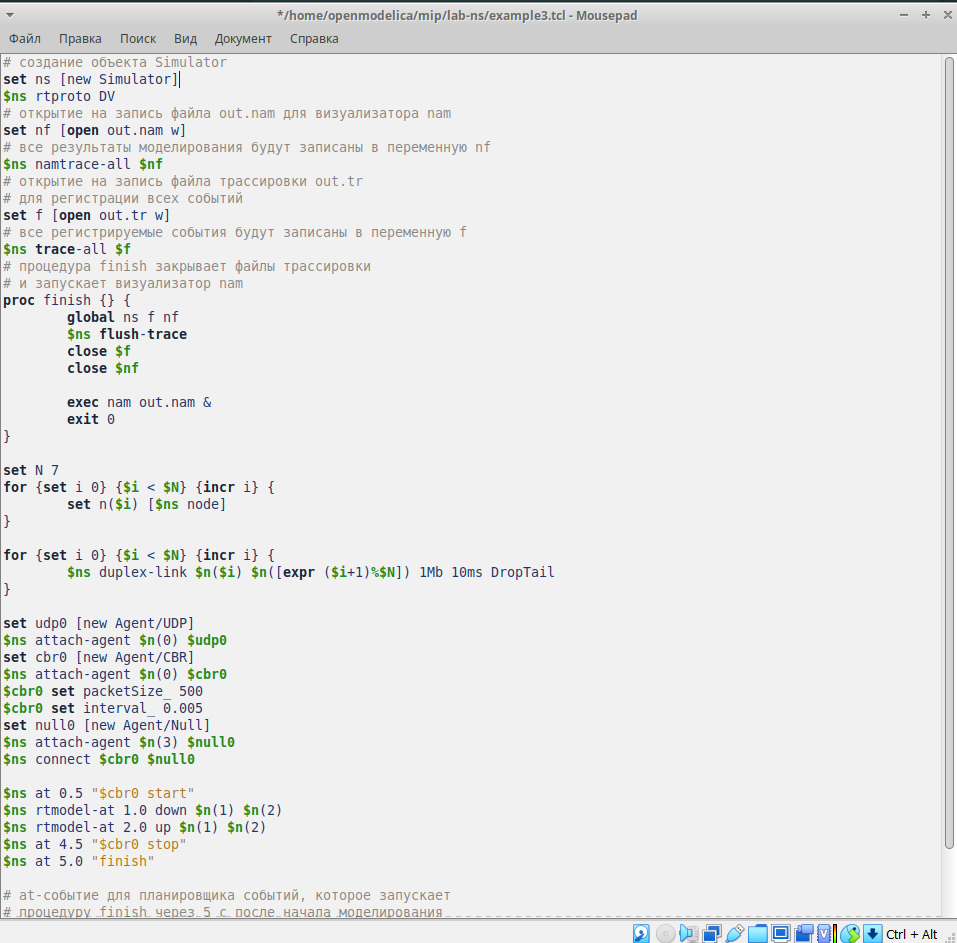 */home/openmodelica/mip/lab-ns/example3.tcl - Mousepad
Файл Правка Поиск Вид Документ Справка
# создание объекта Simulator
set ns [new Simulator]
$ns rtproto DV
# открытие на запись файла out.nam для визуализатора nam
set nf [open out.nam w]
# все результаты моделирования будут записаны в переменную nf
$ns namtrace-all $nf
# открытие на запись файла трассировки out.tr
# для регистрации всех событий
set f [open out.tr w]
# все регистрируемые события будут записаны в переменную f
$ns trace-all $f
# процедура finish закрывает файлы трассировки
# и запускает визуализатор nam
proc finish {} {
        global ns f nf
        $ns flush-trace
        close $f
        close $nf
        exec nam out.nam &
        exit 0
}
set N 7
for {set i 0} {$i < $N} {incr i} {
        set n($i) [$ns node]
}
for {set i 0} {$i < $N} {incr i} {
        $ns duplex-link $n($i) $n([expr ($i+1)%$N]) 1Mb 10ms DropTail
}
set udp0 [new Agent/UDP]
$ns attach-agent $n(0) $udp0
set cbr0 [new Agent/CBR]
$ns attach-agent $n(0) $cbr0
$cbr0 set packetSize_ 500
$cbr0 set interval_ 0.005
set null0 [new Agent/Null]
$ns attach-agent $n(3) $null0
$ns connect $cbr0 $null0
$ns at 0.5 "$cbr0 start"
$ns rtmodel-at 1.0 down $n(1) $n(2)
$ns rtmodel-at 2.0 up $n(1) $n(2)
$ns at 4.5 "$cbr0 stop"
$ns at 5.0 "finish"
# at-событие для планировщика событий, которое запускает
# процедуру finish через 5 с после начала моделирования
Ctrl + Alt